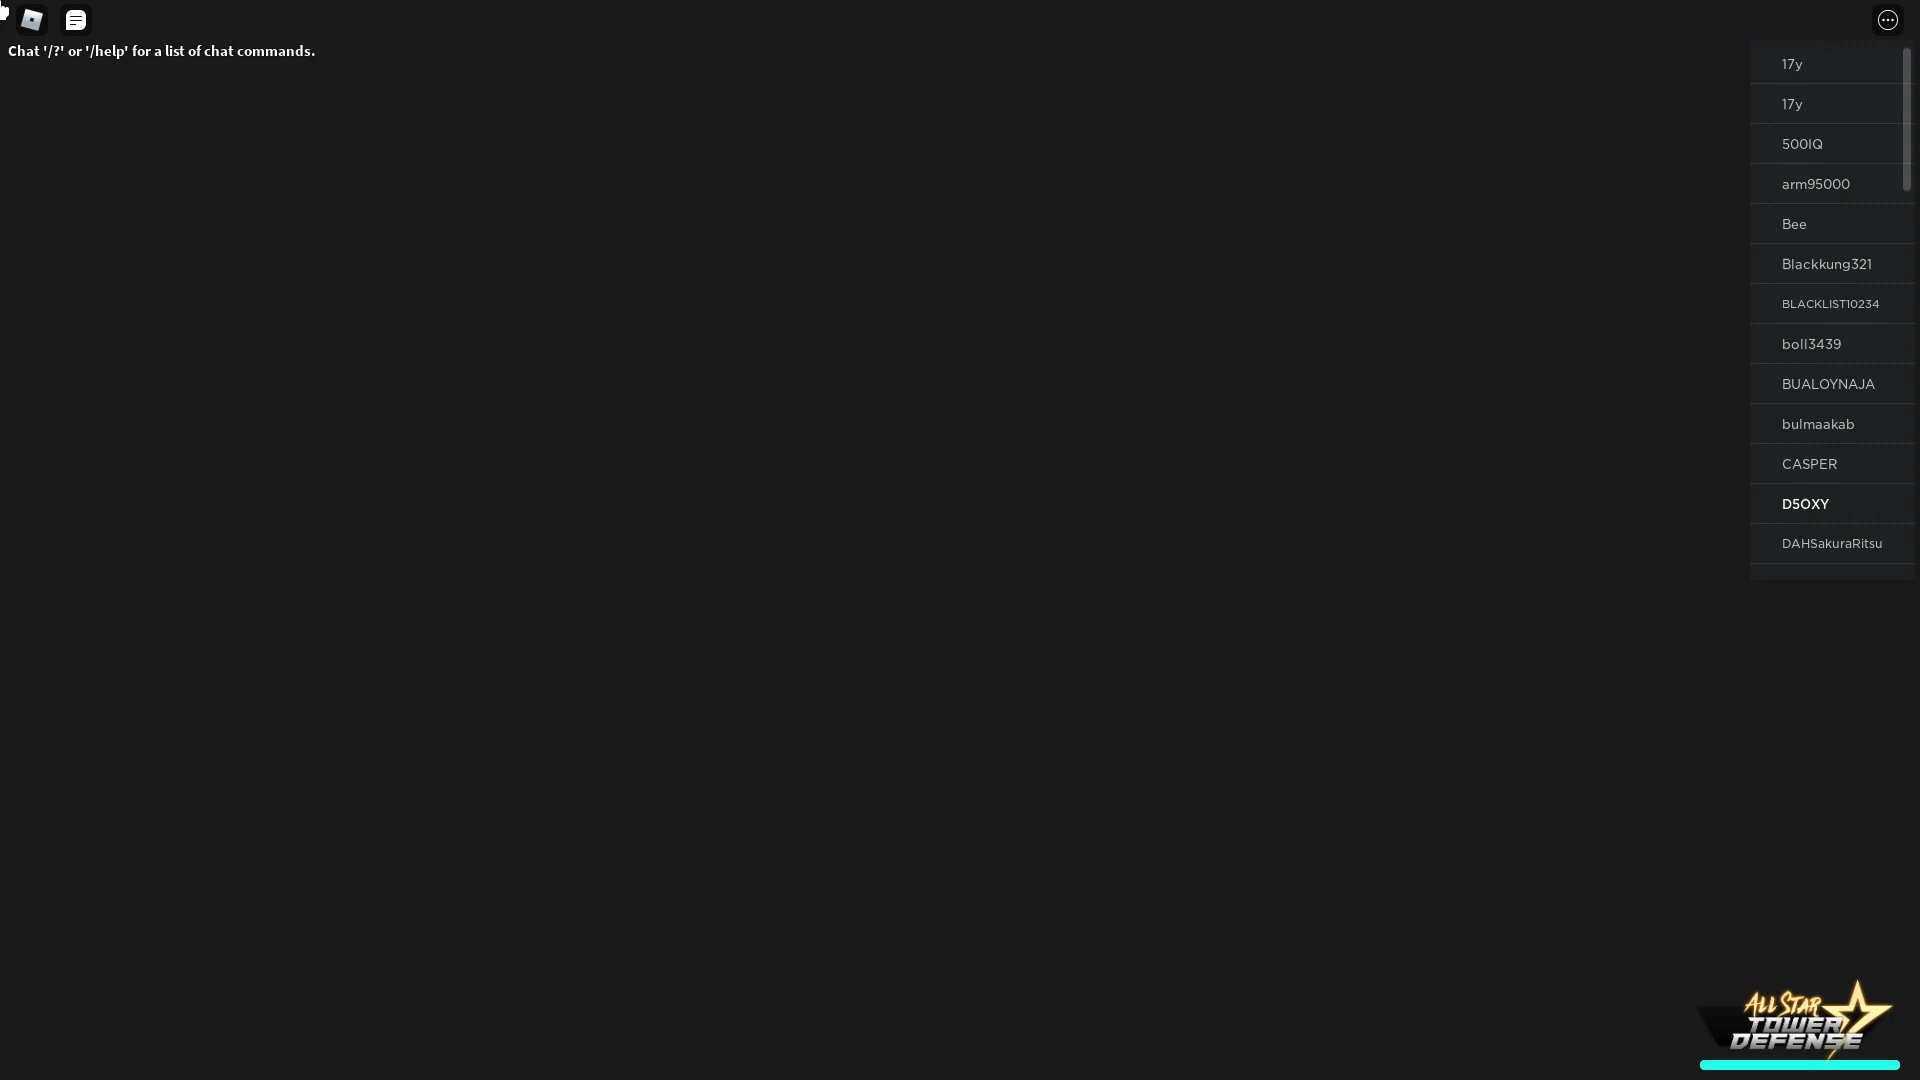 Chat '/?' or '/help' for a list of chat commands.
17y
17y
500IQ
arm95000
Bee
Blackkung321
BLACKLIST10234
boll3439
BUALOYNAJA
bulmaakab
CASPER
D5OXY
DAHSakuraRitsu
ALL STAR
TOWER
DEFENSE